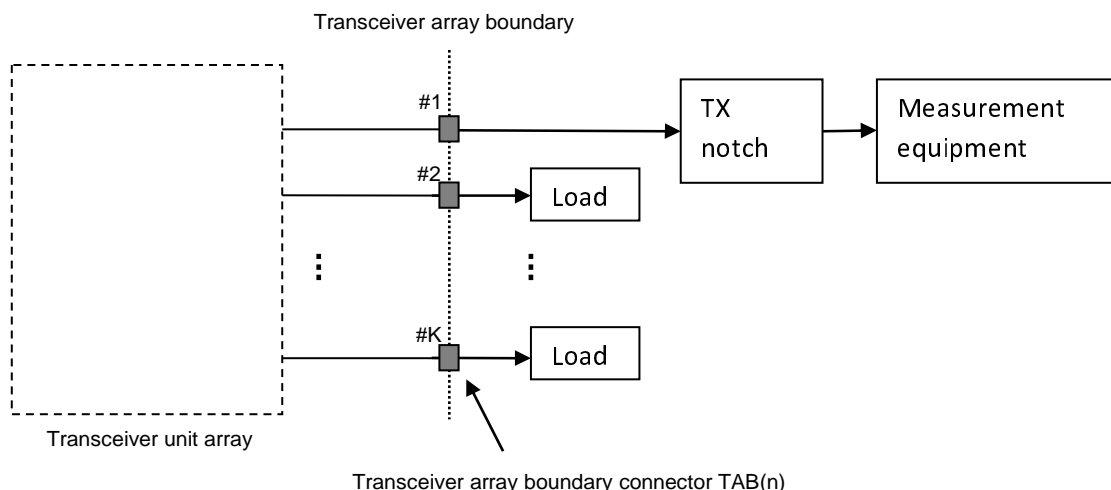 Transceiver array boundary
#1
TX
notch
Measurement
equipment
#2
Load
#K
Load
Transceiver unit array
Transceiver array boundary connector TAB(n)